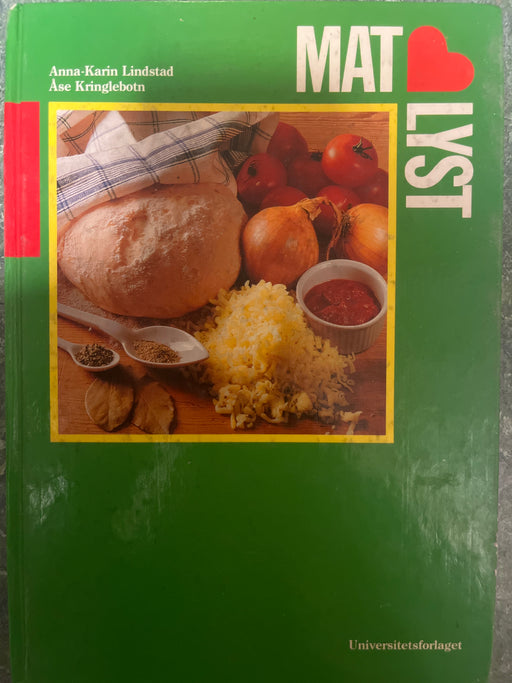 Anna-Karin Lindstad
Åse Kringlebotn
MAT
LYST
Universitetsforlaget